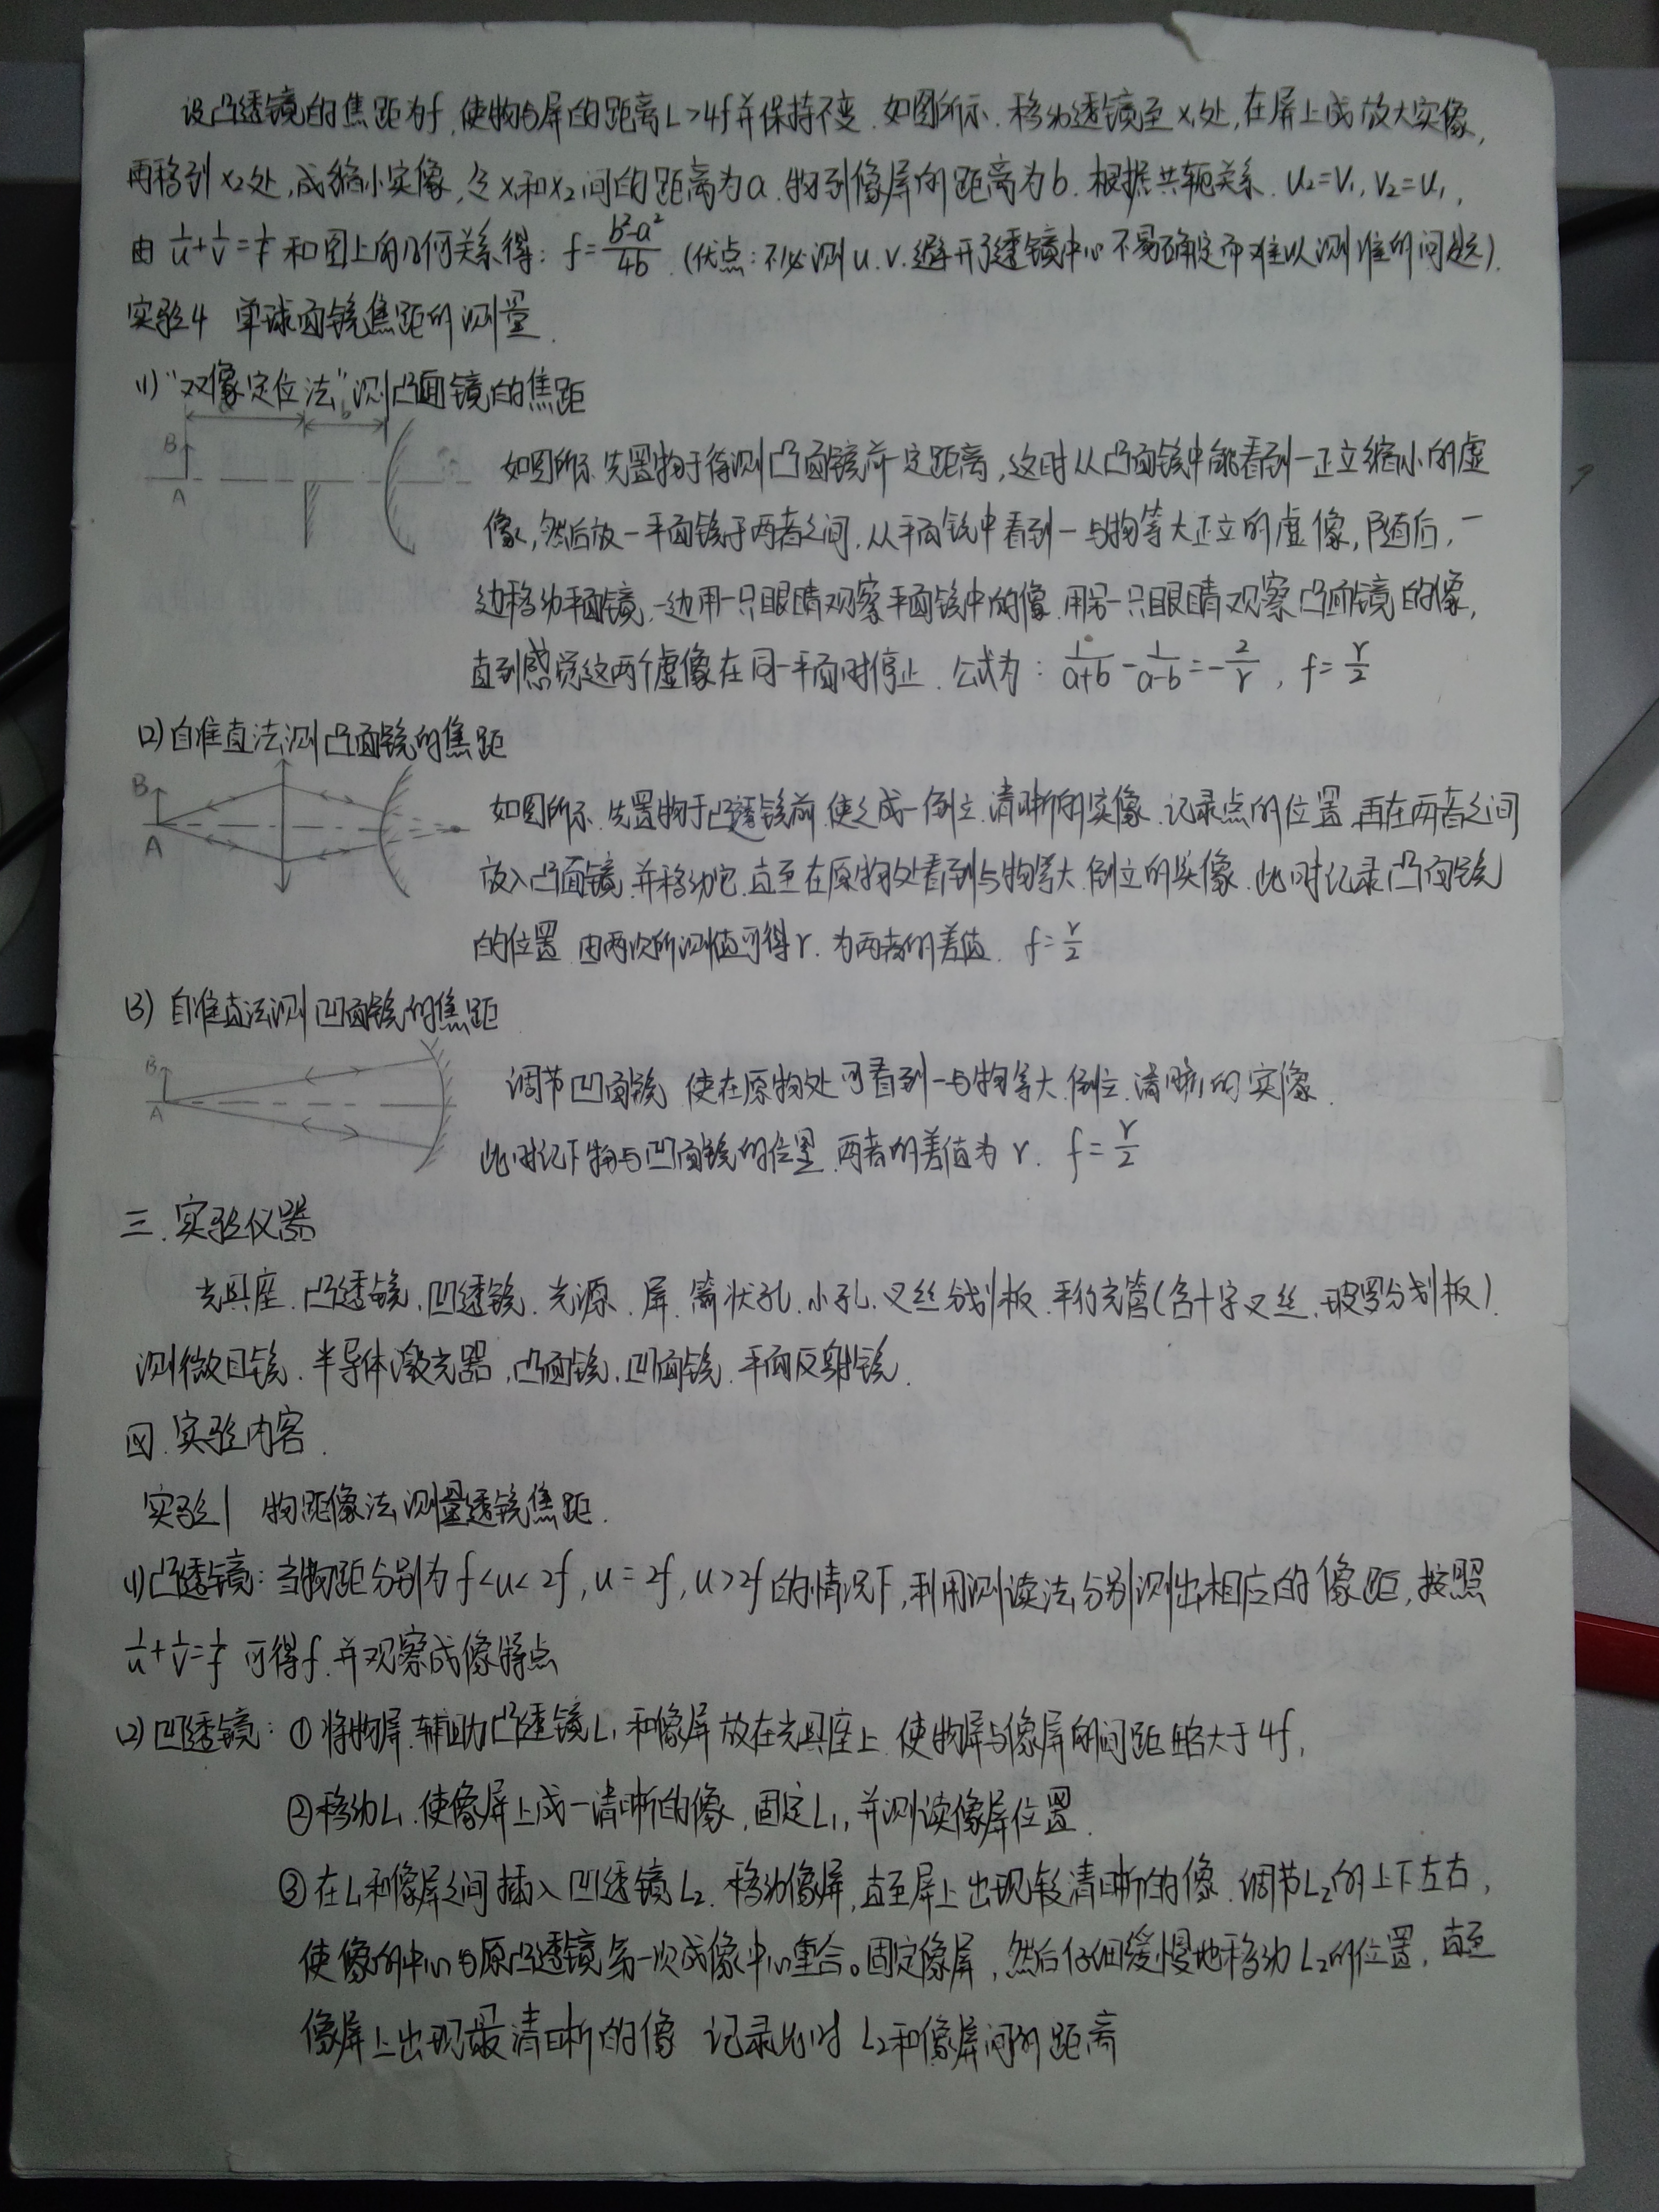 设凸透镜的焦距为f,使物与屏的距离L>4f并保持不变.如图所示.移动透镜至x₁处,在屏上成放大实像,
再移到x₂处,成缩小实像,令x₁和x₂间的距离为a.物到像屏的距离为b.根据共轭关系.u₂=v₁,v₂=u₁,
由1/u+1/v=1/f和图上的几何关系得:f=(b²-a²)/4b.(优点:不必测u.v.避开了透镜中心不易确定而难以测准的问题).
实验4 单球面镜焦距的测量.
(1)"双像定位法"测凸面镜的焦距
B
A
如图所示.先置物于待测凸面镜前一定距离,这时从凸面镜中能看到一正立缩小的虚
像,然后放一平面镜于两者之间.从平面镜中看到一与物等大正立的虚像,随后,一
边移动平面镜.一边用一只眼睛观察平面镜中的像.用另一只眼睛观察凸面镜的像,
直到感觉这两个虚像在同一平面时停止.公式为:1/(a+b)-1/(a-b)=-2/r,f=r/2
(2)自准直法测凸面镜的焦距
B
A
如图所示.先置物于凸透镜前.使之成一倒立.清晰的实像.记录点的位置.再在两者之间
放入凸面镜.并移动它.直至在原物处看到与物等大.倒立的实像.此时记录凸面镜
的位置.由两次所测值可得r.为两者的差值.f=r/2
(3)自准直法测凹面镜的焦距
B
A
调节凹面镜.使在原物处可看到一与物等大.倒立.清晰的实像.
此时记下物与凹面镜的位置.两者的差值为r.f=r/2
三.实验仪器
光具座.凸透镜.凹透镜.光源.屏.箭状孔.小孔.叉丝分划板.平行光管(含十字叉丝.玻罗分划板).
测微目镜.半导体激光器,凸面镜.凹面镜.平面反射镜.
四.实验内容.
实验1 物距像法测量透镜焦距.
(1)凸透镜:当物距分别为f<u<2f,u=2f,u>2f的情况下,利用测读法分别测出相应的像距,按照
1/u+1/v=1/f可得f.并观察成像特点
(2)凹透镜:①将物屏.辅助凸透镜L₁和像屏放在光具座上.使物屏与像屏的间距略大于4f,
②移动L₁.使像屏上成一清晰的像.固定L₁,并测读像屏位置.
③在L₁和像屏之间插入凹透镜L₂.移动像屏,直至屏上出现较清晰的像.调节L₂的上下左右,
使像的中心与原凸透镜第一次成像中心重合。固定像屏,然后仔细缓慢地移动L₂的位置,直至
像屏上出现最清晰的像 记录此时L₂和像屏间的距离